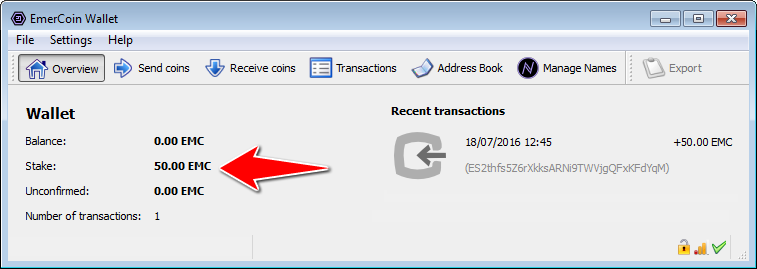 EmerCoin Wallet
File Settings Help
Overview Send coins Receive coins Transactions Address Book Manage Names Export
Wallet
Balance: 0.00 EMC
Stake: 50.00 EMC
Unconfirmed: 0.00 EMC
Number of transactions: 1
Recent transactions
18/07/2016 12:45 +50.00 EMC
(ES2thfs5Z6rXkksARNi9TWVjgQFxKFdYqM)